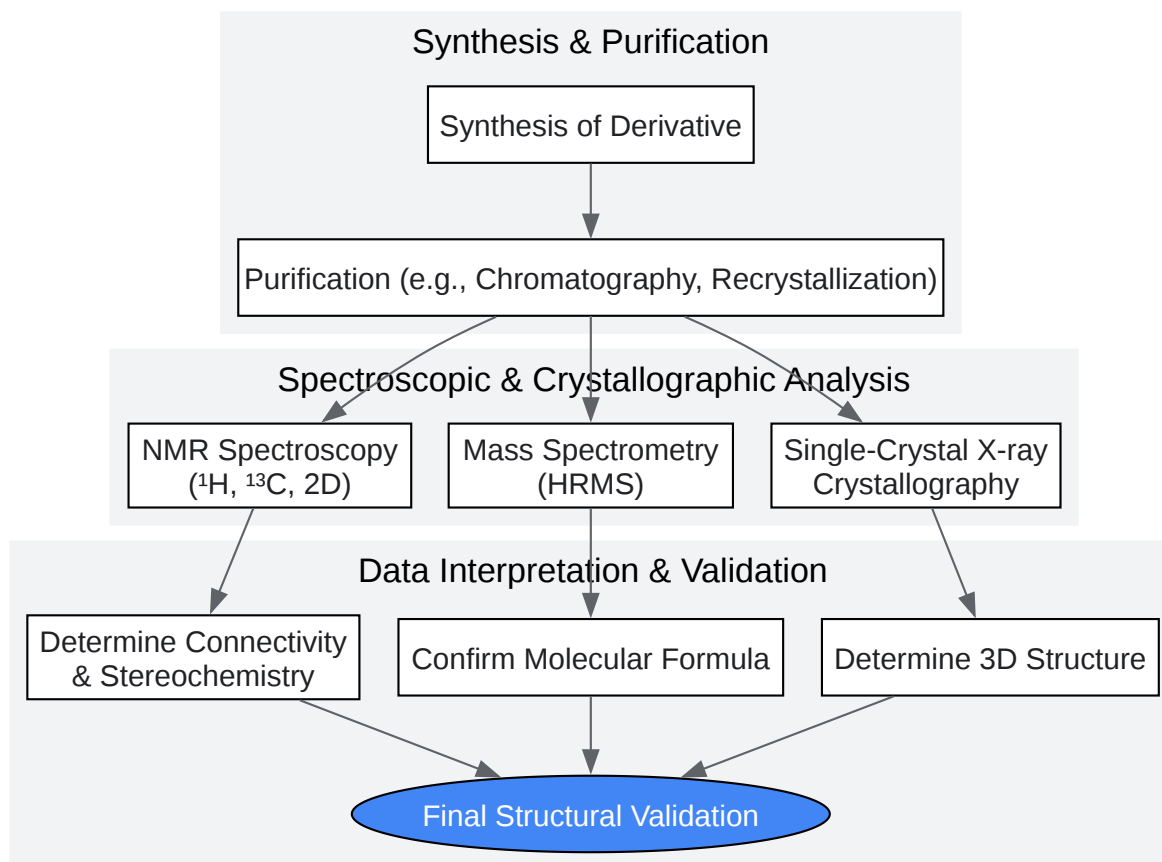 Synthesis & Purification
Synthesis of Derivative
Purification (e.g., Chromatography, Recrystallization)
Spectroscopic & Crystallographic Analysis
NMR Spectroscopy
(¹H, ¹³C, 2D)
Mass Spectrometry
(HRMS)
Single-Crystal X-ray
Crystallography
Data Interpretation & Validation
Determine Connectivity
& Stereochemistry
Confirm Molecular Formula
Determine 3D Structure
Final Structural Validation